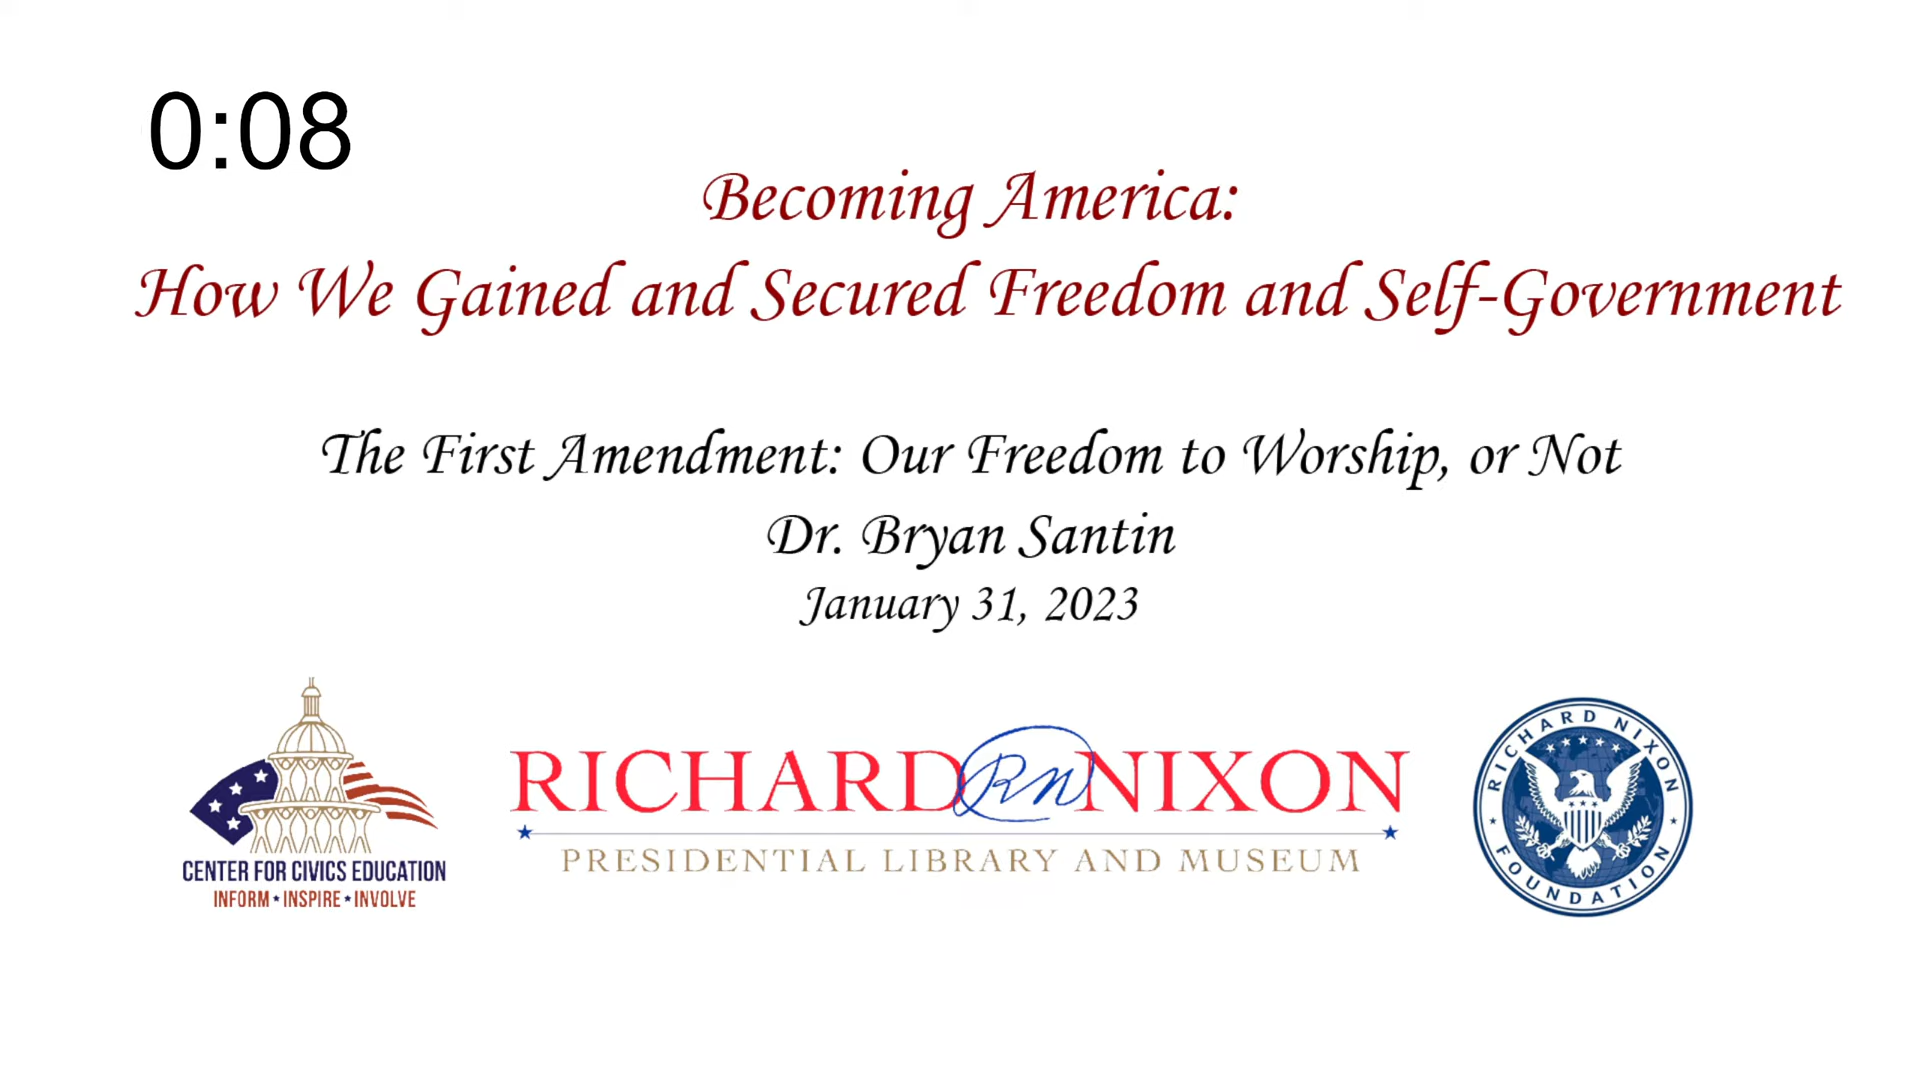 0:08
Becoming America:
How We Gained and Secured Freedom and Self-Government
The First Amendment: Our Freedom to Worship, or Not
Dr. Bryan Santin
January 31, 2023
CENTER FOR CIVICS EDUCATION
INFORM ★ INSPIRE ★ INVOLVE
RICHARD RN NIXON
PRESIDENTIAL LIBRARY AND MUSEUM
RICHARD NIXON
FOUNDATION